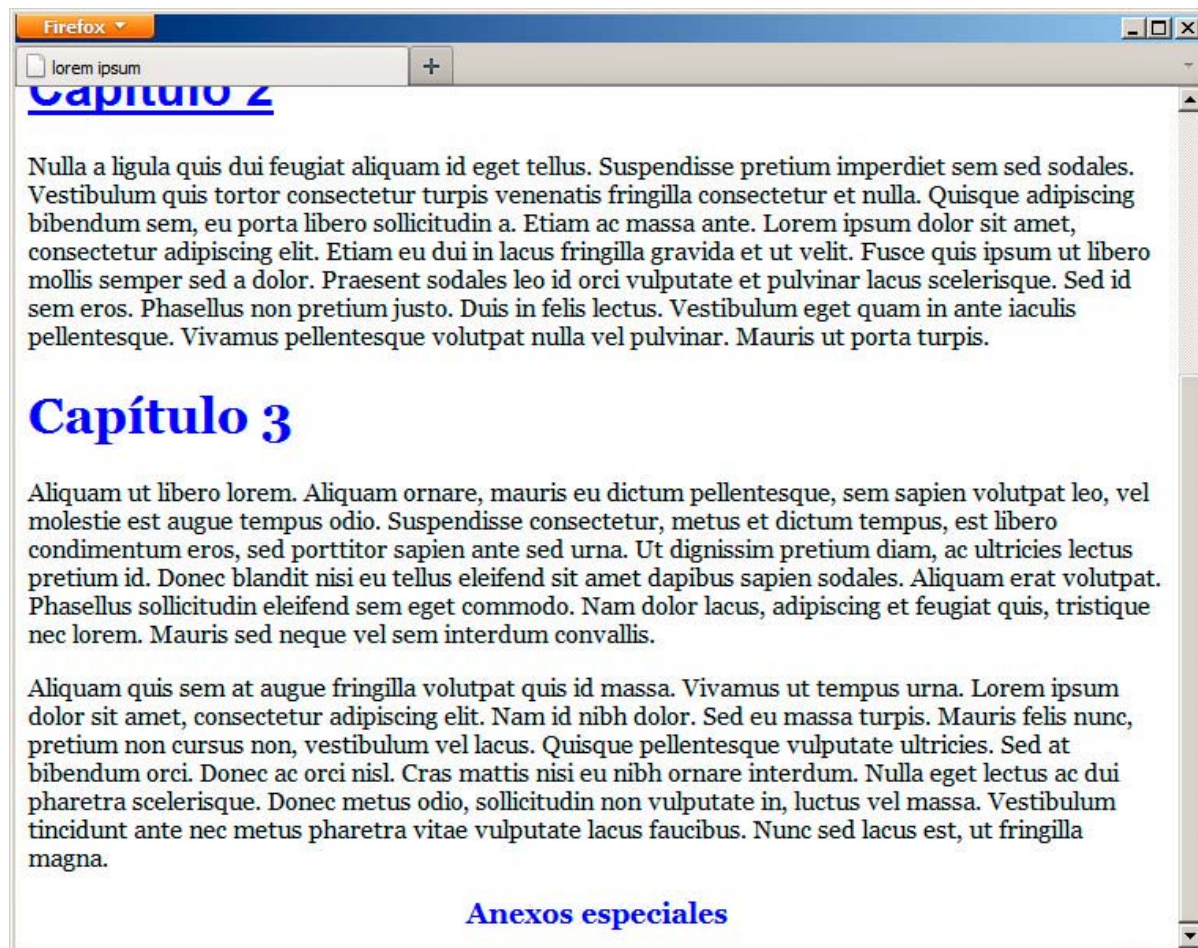 Firefox
lorem ipsum
Capítulo 2
Nulla a ligula quis dui feugiat aliquam id eget tellus. Suspendisse pretium imperdiet sem sed sodales.
Vestibulum quis tortor consectetur turpis venenatis fringilla consectetur et nulla. Quisque adipiscing
bibendum sem, eu porta libero sollicitudin a. Etiam ac massa ante. Lorem ipsum dolor sit amet,
consectetur adipiscing elit. Etiam eu dui in lacus fringilla gravida et ut velit. Fusce quis ipsum ut libero
mollis semper sed a dolor. Praesent sodales leo id orci vulputate et pulvinar lacus scelerisque. Sed id
sem eros. Phasellus non pretium justo. Duis in felis lectus. Vestibulum eget quam in ante iaculis
pellentesque. Vivamus pellentesque volutpat nulla vel pulvinar. Mauris ut porta turpis.
Capítulo 3
Aliquam ut libero lorem. Aliquam ornare, mauris eu dictum pellentesque, sem sapien volutpat leo, vel
molestie est augue tempus odio. Suspendisse consectetur, metus et dictum tempus, est libero
condimentum eros, sed porttitor sapien ante sed urna. Ut dignissim pretium diam, ac ultricies lectus
pretium id. Donec blandit nisi eu tellus eleifend sit amet dapibus sapien sodales. Aliquam erat volutpat.
Phasellus sollicitudin eleifend sem eget commodo. Nam dolor lacus, adipiscing et feugiat quis, tristique
nec lorem. Mauris sed neque vel sem interdum convallis.
Aliquam quis sem at augue fringilla volutpat quis id massa. Vivamus ut tempus urna. Lorem ipsum
dolor sit amet, consectetur adipiscing elit. Nam id nibh dolor. Sed eu massa turpis. Mauris felis nunc,
pretium non cursus non, vestibulum vel lacus. Quisque pellentesque vulputate ultricies. Sed at
bibendum orci. Donec ac orci nisl. Cras mattis nisi eu nibh ornare interdum. Nulla eget lectus ac dui
pharetra scelerisque. Donec metus odio, sollicitudin non vulputate in, luctus vel massa. Vestibulum
tincidunt ante nec metus pharetra vitae vulputate lacus faucibus. Nunc sed lacus est, ut fringilla
magna.
Anexos especiales